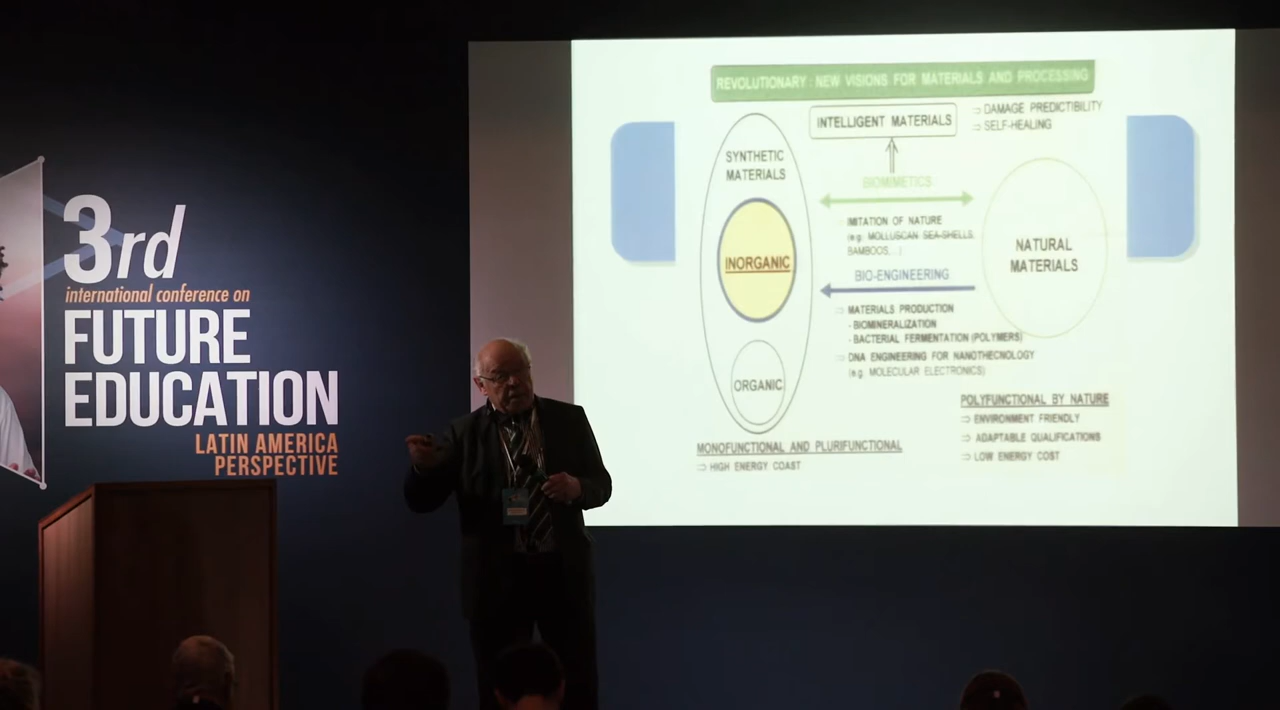 3rd
international conference on
FUTURE
EDUCATION
LATIN AMERICA
PERSPECTIVE
REVOLUTIONARY : NEW VISIONS FOR MATERIALS AND PROCESSING
INTELLIGENT MATERIALS
⇒ DAMAGE PREDICTIBILITY
⇒ SELF-HEALING
SYNTHETIC
MATERIALS
INORGANIC
ORGANIC
BIOMIMETICS
IMITATION OF NATURE
(e.g. MOLLUSCAN SEA-SHELLS,
BAMBOOS,...)
BIO-ENGINEERING
⇒ MATERIALS PRODUCTION
- BIOMINERALIZATION
- BACTERIAL FERMENTATION (POLYMERS)
⇒ DNA ENGINEERING FOR NANOTHECNOLOGY
(e.g. MOLECULAR ELECTRONICS)
NATURAL
MATERIALS
MONOFUNCTIONAL AND PLURIFUNCTIONAL
⇒ HIGH ENERGY COAST
POLYFUNCTIONAL BY NATURE
⇒ ENVIRONMENT FRIENDLY
⇒ ADAPTABLE QUALIFICATIONS
⇒ LOW ENERGY COST